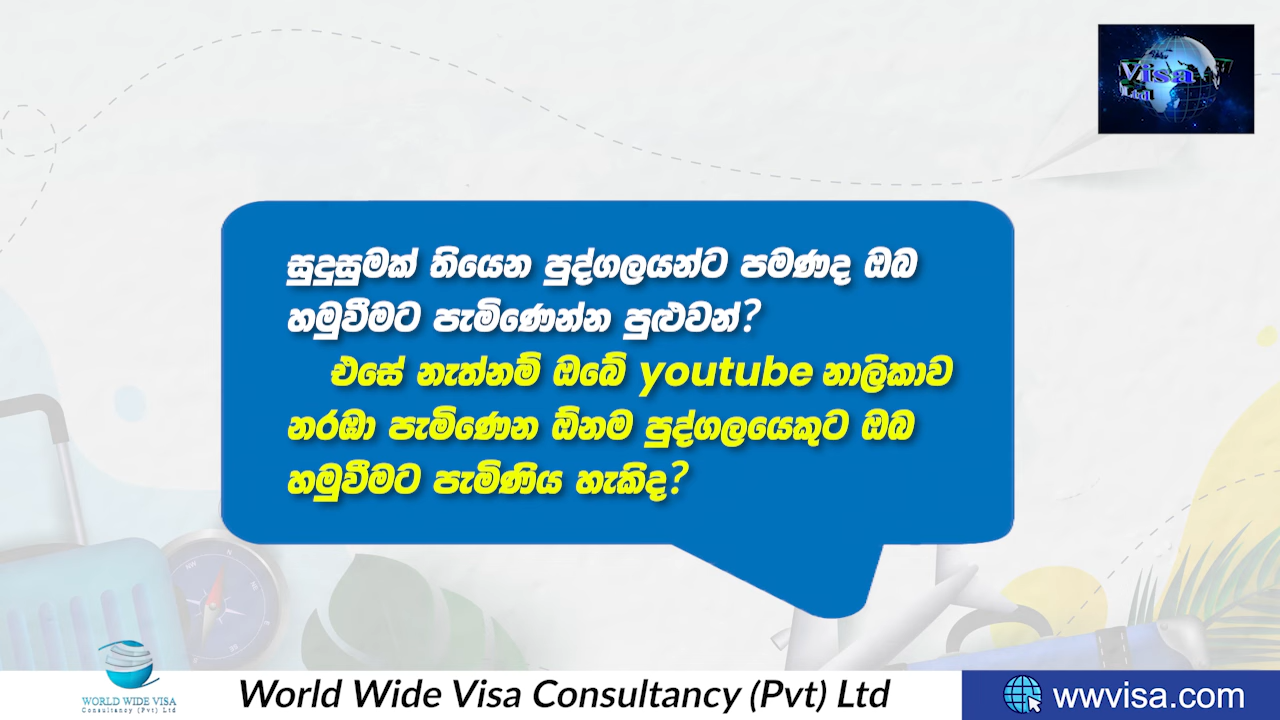 Visa
Ltd
සුදුසුමක් තියෙන පුද්ගලයන්ට පමණද ඔබ
හමුවීමට පැමිණෙන්න පුළුවන්?
එසේ නැත්නම් ඔබේ youtube නාලිකාව
නරඹා පැමිණෙන ඕනම පුද්ගලයෙකුට ඔබ
හමුවීමට පැමිණිය හැකිද?
WORLD WIDE VISA
Consultancy (Pvt) Ltd
World Wide Visa Consultancy (Pvt) Ltd
wwvisa.com